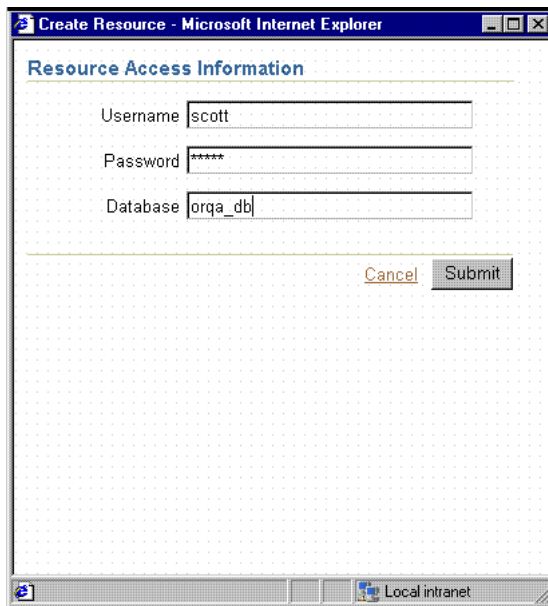 Create Resource - Microsoft Internet Explorer
Resource Access Information
Username scott
Password *****
Database orqa_db
Cancel Submit
Local intranet